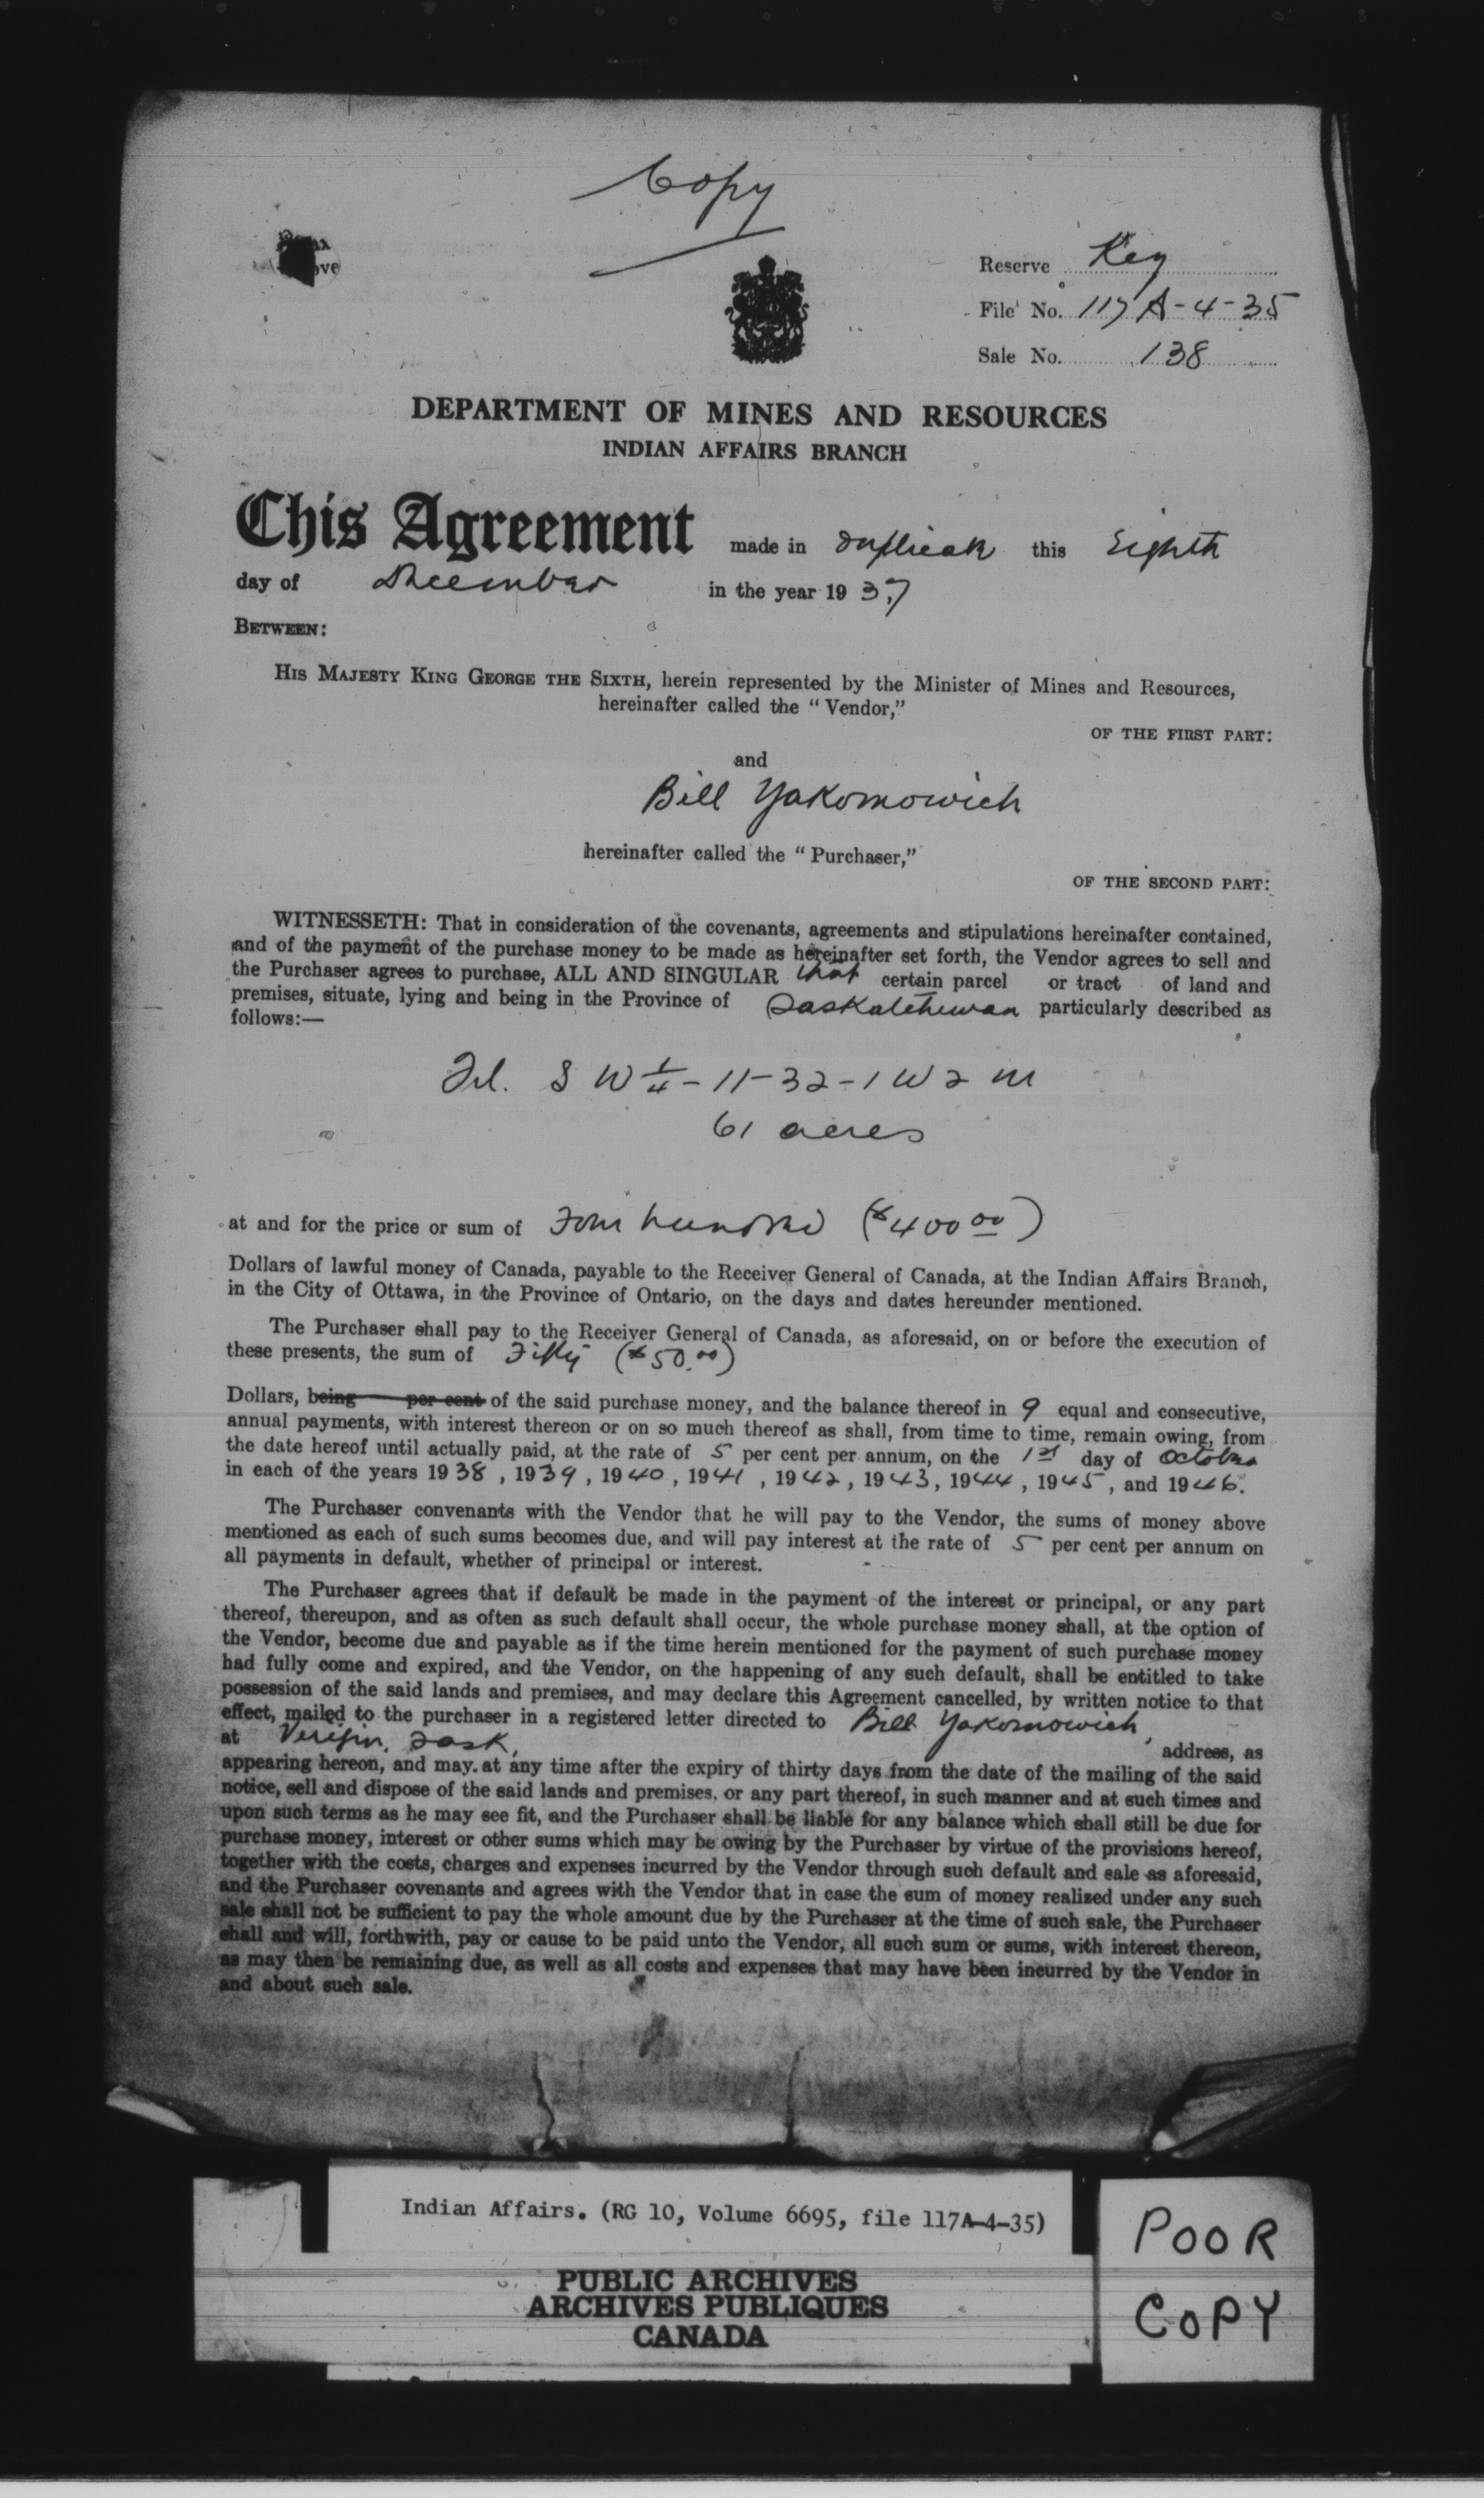 Copy
Reserve Key
File No. 117A-4-35
Sale No. 138
DEPARTMENT OF MINES AND RESOURCES
INDIAN AFFAIRS BRANCH
This Agreement made in duplicate this Eighth
day of December in the year 1937
BETWEEN:
HIS MAJESTY KING GEORGE THE SIXTH, herein represented by the Minister of Mines and Resources,
hereinafter called the "Vendor,"
OF THE FIRST PART:
and
Bill Yakomowich
hereinafter called the "Purchaser,"
OF THE SECOND PART:
WITNESSETH: That in consideration of the covenants, agreements and stipulations hereinafter contained,
and of the payment of the purchase money to be made as hereinafter set forth, the Vendor agrees to sell and
the Purchaser agrees to purchase, ALL AND SINGULAR that certain parcel or tract of land and
premises, situate, lying and being in the Province of Saskatchewan particularly described as
follows:—
Frl. S W 1/4 - 11 - 32 - 1 W 2 M
61 acres
at and for the price or sum of Four hundred ($400 00)
Dollars of lawful money of Canada, payable to the Receiver General of Canada, at the Indian Affairs Branch,
in the City of Ottawa, in the Province of Ontario, on the days and dates hereunder mentioned.
The Purchaser shall pay to the Receiver General of Canada, as aforesaid, on or before the execution of
these presents, the sum of Fifty ($50.00)
Dollars, being per cent of the said purchase money, and the balance thereof in 9 equal and consecutive,
annual payments, with interest thereon or on so much thereof as shall, from time to time, remain owing, from
the date hereof until actually paid, at the rate of 5 per cent per annum, on the 1st day of October
in each of the years 1938, 1939, 1940, 1941, 1942, 1943, 1944, 1945, and 1946.
The Purchaser convenants with the Vendor that he will pay to the Vendor, the sums of money above
mentioned as each of such sums becomes due, and will pay interest at the rate of 5 per cent per annum on
all payments in default, whether of principal or interest.
The Purchaser agrees that if default be made in the payment of the interest or principal, or any part
thereof, thereupon, and as often as such default shall occur, the whole purchase money shall, at the option of
the Vendor, become due and payable as if the time herein mentioned for the payment of such purchase money
had fully come and expired, and the Vendor, on the happening of any such default, shall be entitled to take
possession of the said lands and premises, and may declare this Agreement cancelled, by written notice to that
effect, mailed to the purchaser in a registered letter directed to Bill Yakomowich,
at Verigin, Sask, address, as
appearing hereon, and may at any time after the expiry of thirty days from the date of the mailing of the said
notice, sell and dispose of the said lands and premises, or any part thereof, in such manner and at such times and
upon such terms as he may see fit, and the Purchaser shall be liable for any balance which shall still be due for
purchase money, interest or other sums which may be owing by the Purchaser by virtue of the provisions hereof,
together with the costs, charges and expenses incurred by the Vendor through such default and sale as aforesaid,
and the Purchaser covenants and agrees with the Vendor that in case the sum of money realized under any such
sale shall not be sufficient to pay the whole amount due by the Purchaser at the time of such sale, the Purchaser
shall and will, forthwith, pay or cause to be paid unto the Vendor, all such sum or sums, with interest thereon,
as may then be remaining due, as well as all costs and expenses that may have been incurred by the Vendor in
and about such sale.
Indian Affairs. (RG 10, Volume 6695, file 117A-4-35)
PUBLIC ARCHIVES
ARCHIVES PUBLIQUES
CANADA
POOR
COPY